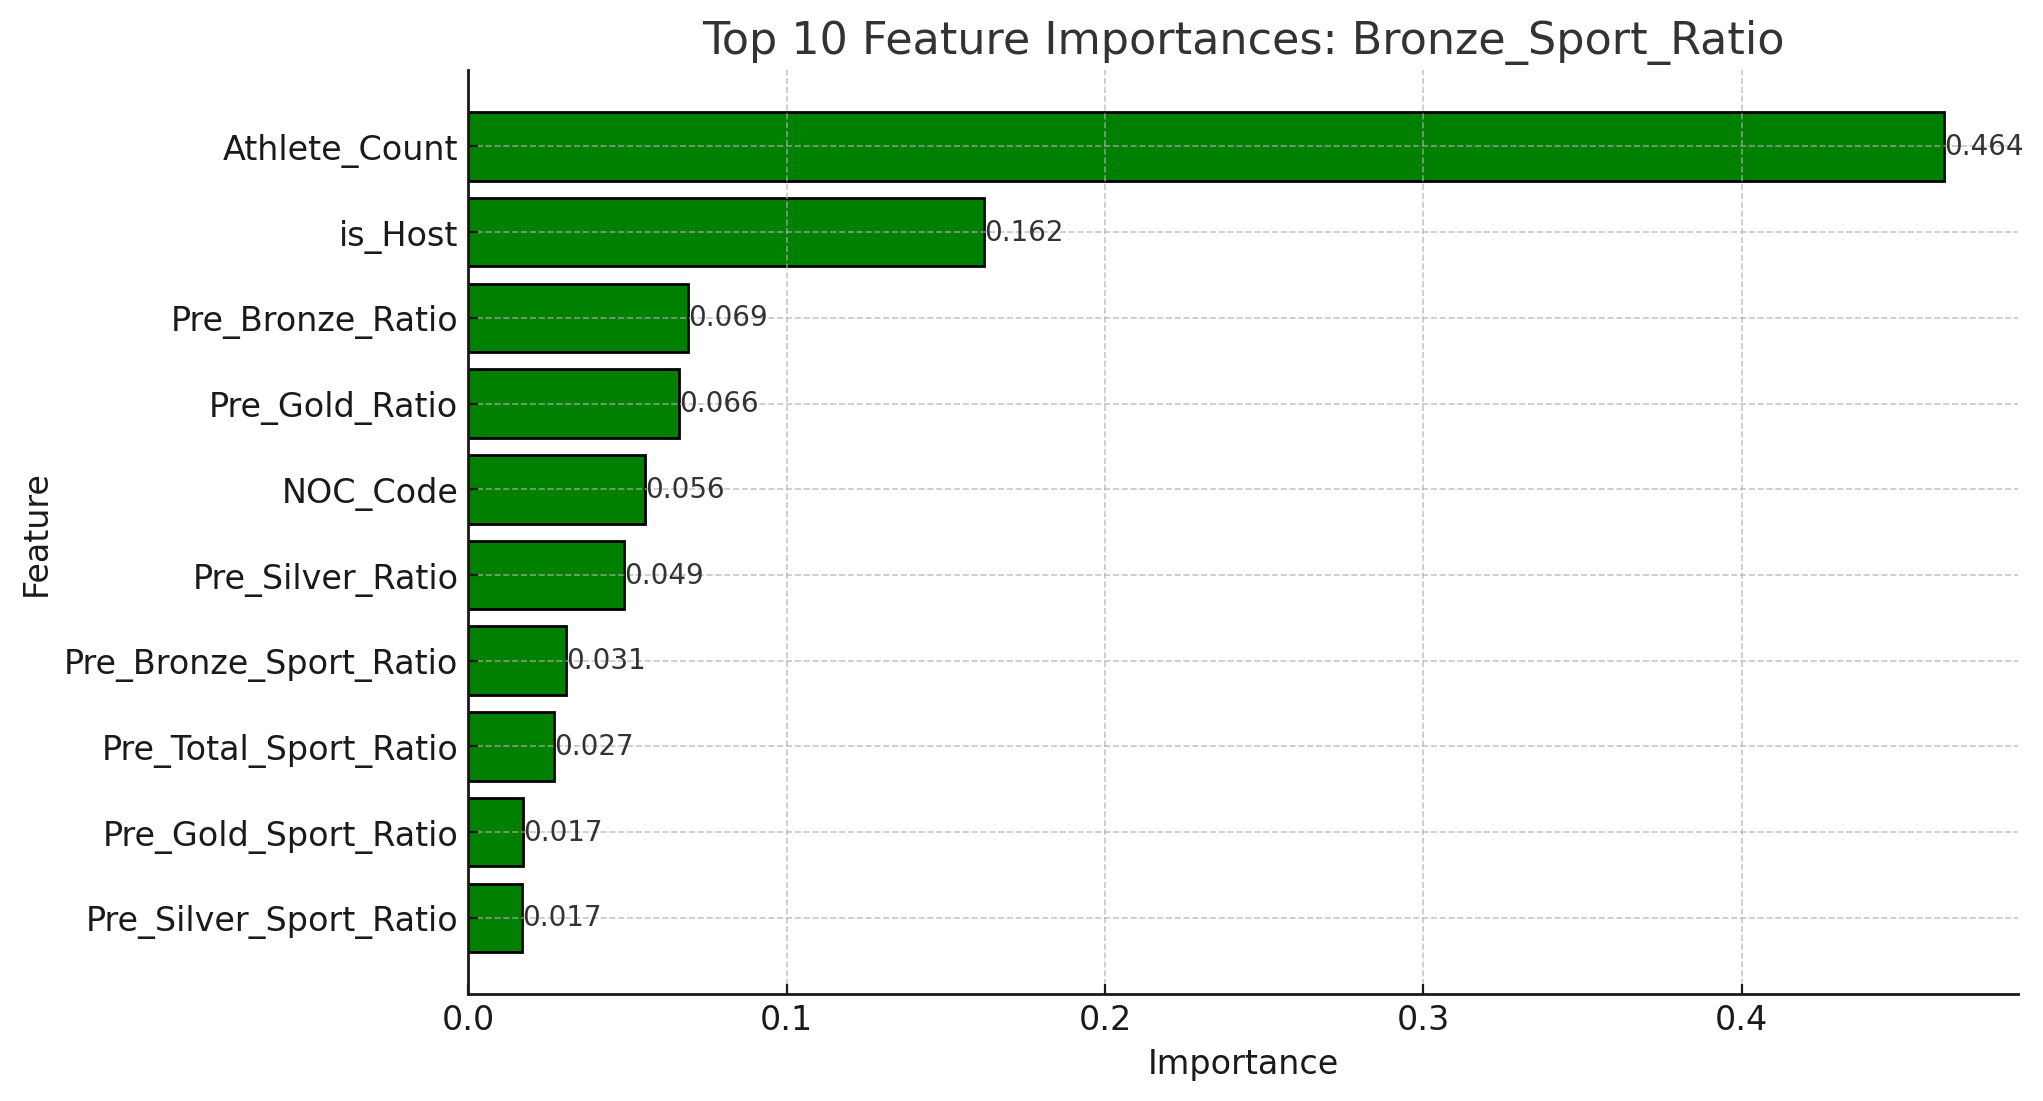 Top 10 Feature Importances: Bronze_Sport_Ratio
Athlete_Count 0.464
is_Host 0.162
Pre_Bronze_Ratio 0.069
Pre_Gold_Ratio 0.066
NOC_Code 0.056
Pre_Silver_Ratio 0.049
Pre_Bronze_Sport_Ratio 0.031
Pre_Total_Sport_Ratio 0.027
Pre_Gold_Sport_Ratio 0.017
Pre_Silver_Sport_Ratio 0.017
Feature
0.0 0.1 0.2 0.3 0.4
Importance